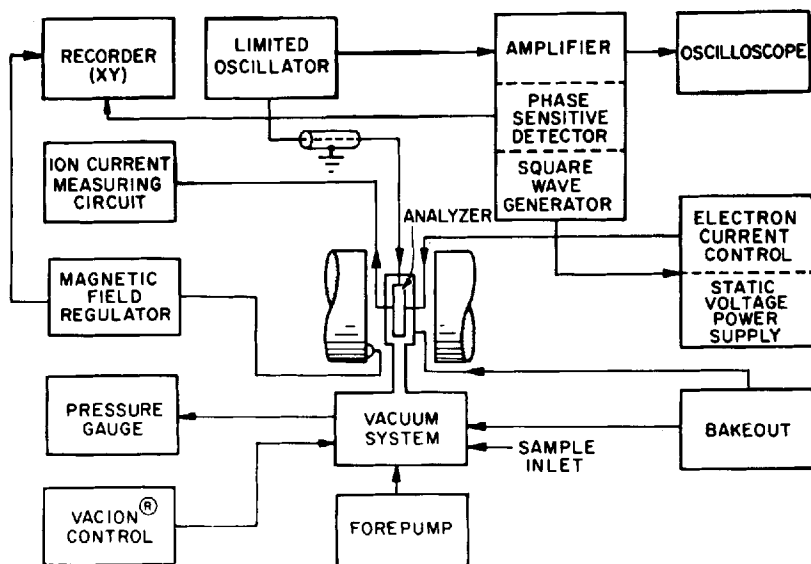 RECORDER
(XY)
LIMITED
OSCILLATOR
AMPLIFIER
PHASE
SENSITIVE
DETECTOR
SQUARE
WAVE
GENERATOR
OSCILLOSCOPE
ION CURRENT
MEASURING
CIRCUIT
ANALYZER
ELECTRON
CURRENT
CONTROL
STATIC
VOLTAGE
POWER
SUPPLY
MAGNETIC
FIELD
REGULATOR
PRESSURE
GAUGE
VACUUM
SYSTEM
SAMPLE
INLET
BAKEOUT
VACION®
CONTROL
FOREPUMP